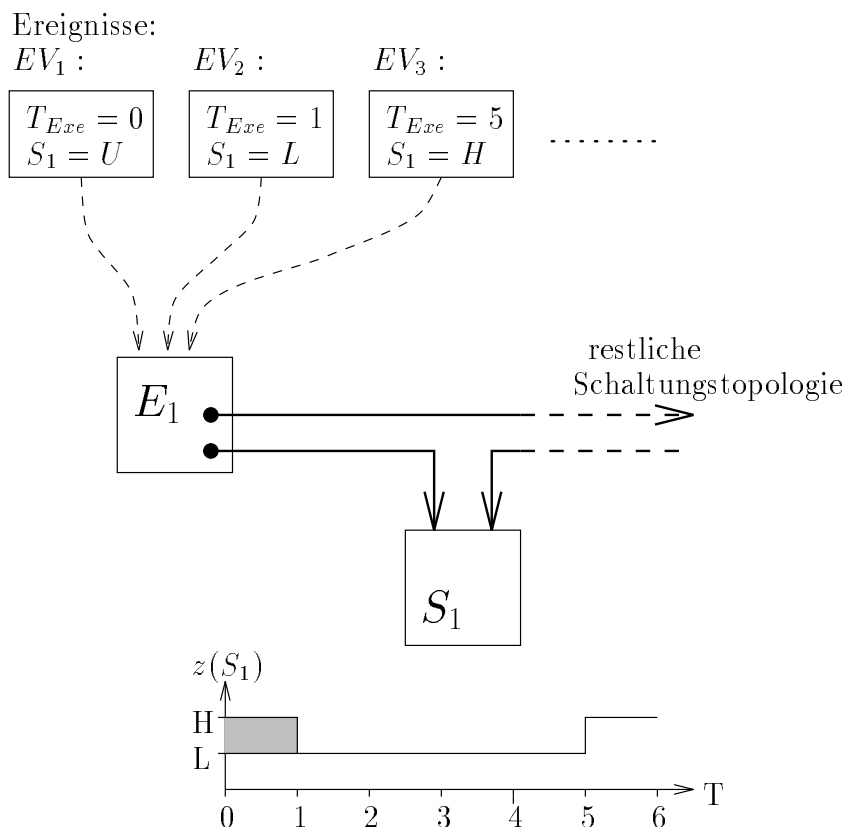 Ereignisse:
EV₁ : EV₂ : EV₃ :
T_Exe = 0 T_Exe = 1 T_Exe = 5
S₁ = U S₁ = L S₁ = H
restliche
Schaltungstopologie
E₁
S₁
z(S₁)
H
L
T
0 1 2 3 4 5 6